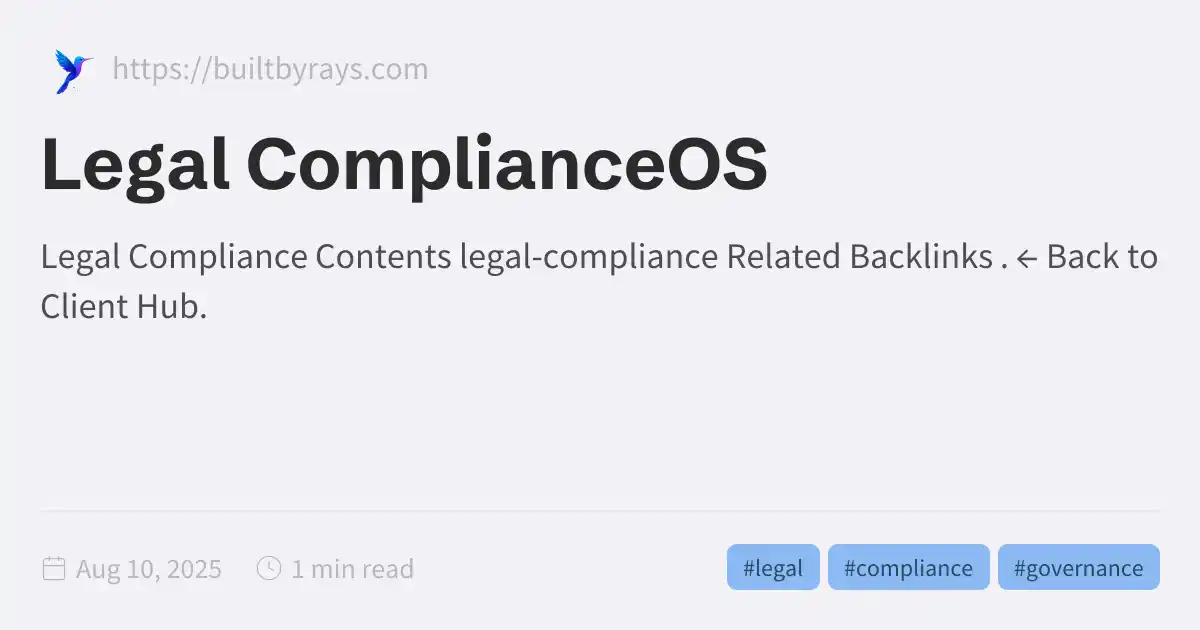 https://builtbyrays.com
Legal ComplianceOS
Legal Compliance Contents legal-compliance Related Backlinks . ← Back to
Client Hub.
Aug 10, 2025 1 min read #legal #compliance #governance